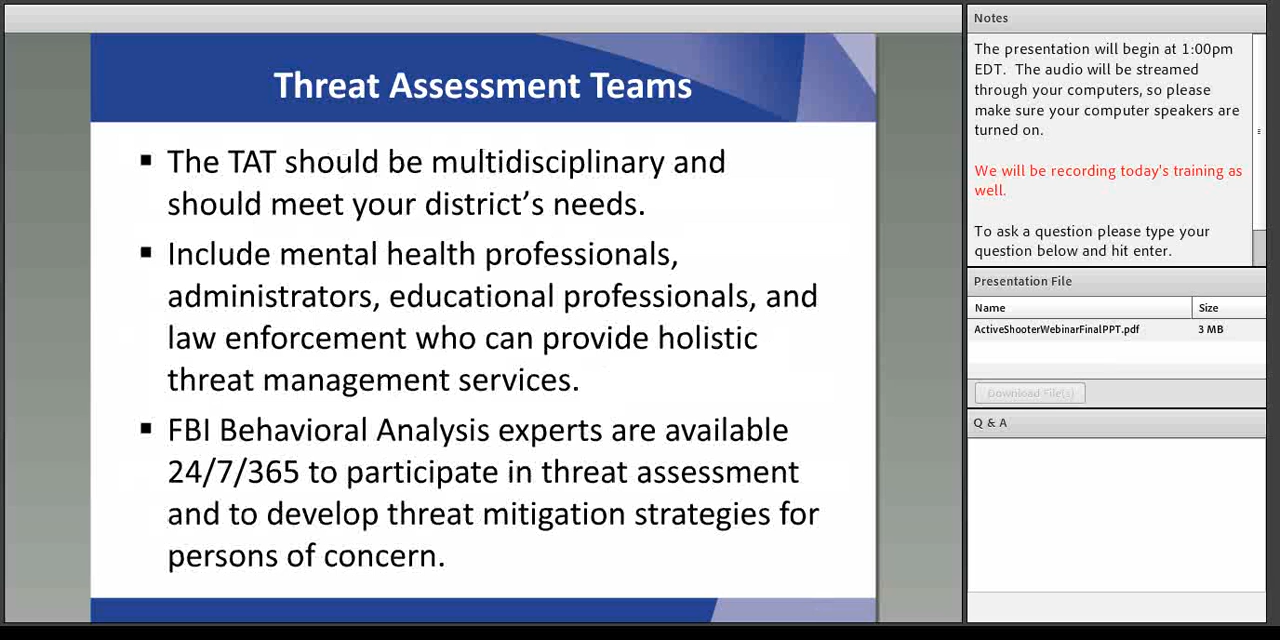 Threat Assessment Teams
▪ The TAT should be multidisciplinary and
should meet your district’s needs.
▪ Include mental health professionals,
administrators, educational professionals, and
law enforcement who can provide holistic
threat management services.
▪ FBI Behavioral Analysis experts are available
24/7/365 to participate in threat assessment
and to develop threat mitigation strategies for
persons of concern.
Notes
The presentation will begin at 1:00pm
EDT.  The audio will be streamed
through your computers, so please
make sure your computer speakers are
turned on.
We will be recording today's training as
well.
To ask a question please type your
question below and hit enter.
Presentation File
Name Size
ActiveShooterWebinarFinalPPT.pdf 3 MB
Download File(s)
Q & A